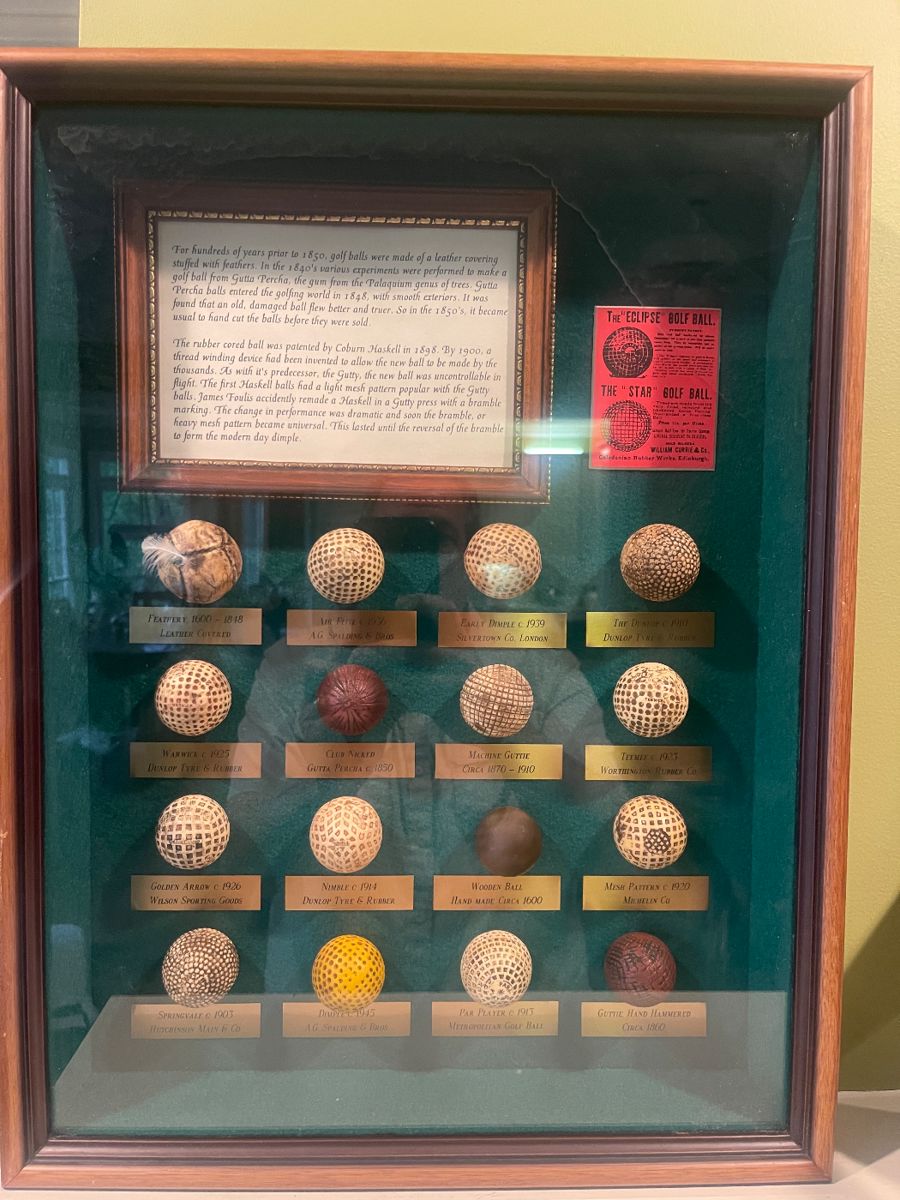 For hundreds of years prior to 1850, golf balls were made of a leather covering
stuffed with feathers. In the 1840's various experiments were performed to make a
golf ball from Gutta Percha, the gum from the Palaquium genus of trees. Gutta
Percha balls entered the golfing world in 1848, with smooth exteriors. It was
found that an old, damaged ball flew better and truer. So in the 1850's, it became
usual to hand cut the balls before they were sold.
The rubber cored ball was patented by Coburn Haskell in 1898. By 1900, a
thread winding device had been invented to allow the new ball to be made by the
thousands. As with it's predecessor, the Gutty, the new ball was uncontrollable in
flight. The first Haskell balls had a light mesh pattern popular with the Gutty
balls. James Foulis accidently remade a Haskell in a Gutty press with a bramble
marking. The change in performance was dramatic and soon the bramble, or
heavy mesh pattern became universal. This lasted until the reversal of the bramble
to form the modern day dimple.
THE "ECLIPSE" GOLF BALL.
THE "STAR" GOLF BALL.
WILLIAM CURRIE & Co.,
Caledonian Rubber Works, Edinburgh.
FEATHERY 1600 - 1848
LEATHER COVERED
A.G. SPALDING & BROS
EARLY DIMPLE C 1939
SILVERTOWN CO. LONDON
THE DUNLOP C 1910
DUNLOP TYRE & RUBBER
WARWICK C 1925
DUNLOP TYRE & RUBBER
CLUB NICKED
GUTTA PERCHA C 1850
MACHINE GUTTIE
CIRCA 1870 - 1910
C 1925
WORTHINGTON RUBBER CO
GOLDEN ARROW C 1926
WILSON SPORTING GOODS
NIMBLE C 1914
DUNLOP TYRE & RUBBER
WOODEN BALL
HAND MADE CIRCA 1600
MESH PATTERN C 1920
MICHELIN CO
SPRINGVALE C 1903
HUTCHINSON MAIN & CO
DIMPLE C 1945
A.G. SPALDING & BROS
PAR PLAYER C 1913
METROPOLITAN GOLF BALL
GUTTIE HAND HAMMERED
CIRCA 1860